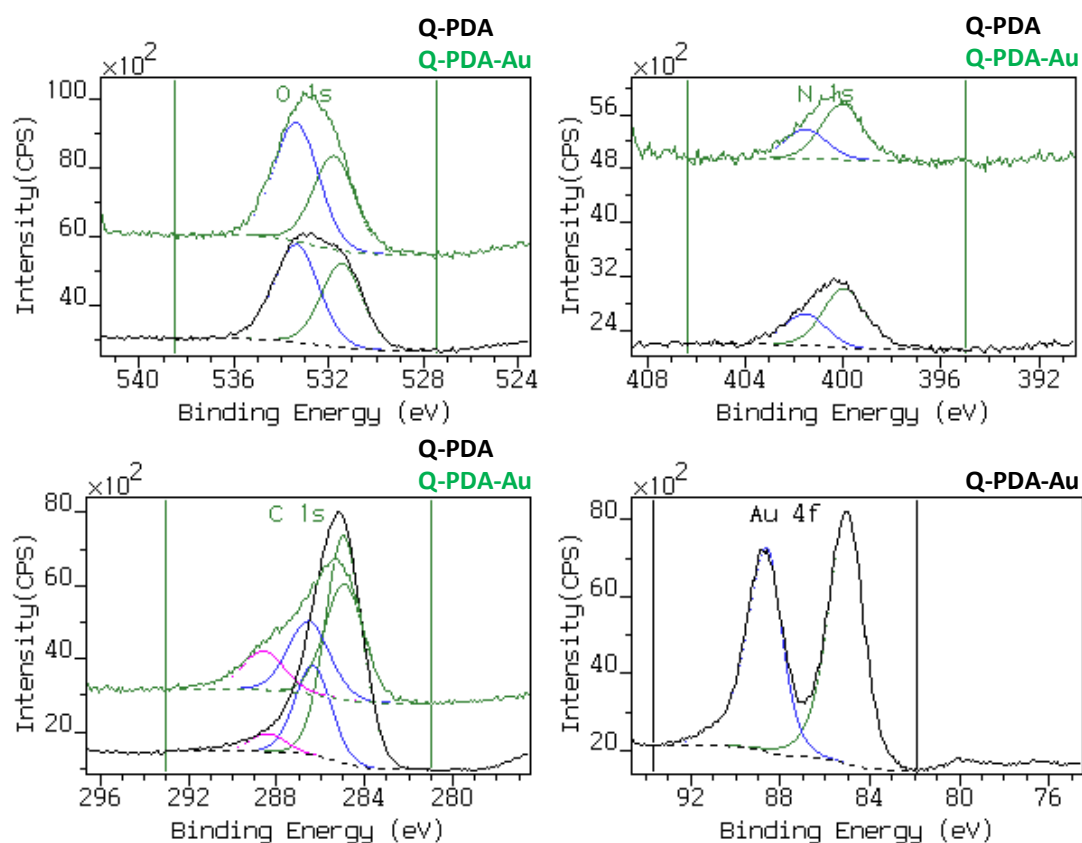 Q-PDA
Q-PDA-Au
×10²
O 1s
100
80
60
40
Intensity(CPS)
540 536 532 528 524
Binding Energy (eV)
Q-PDA
Q-PDA-Au
×10²
N 1s
56
48
40
32
24
Intensity(CPS)
408 404 400 396 392
Binding Energy (eV)
Q-PDA
Q-PDA-Au
×10²
C 1s
80
60
40
20
Intensity(CPS)
296 292 288 284 280
Binding Energy (eV)
Q-PDA-Au
×10²
Au 4f
80
60
40
20
Intensity(CPS)
92 88 84 80 76
Binding Energy (eV)